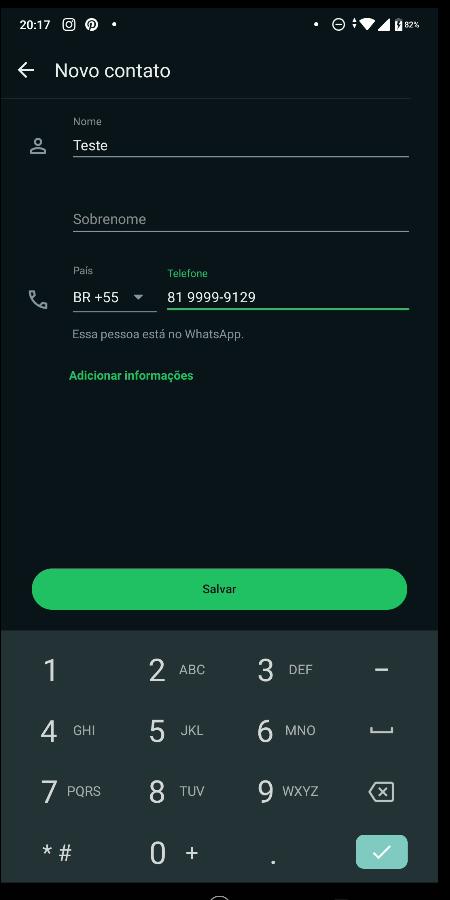 20:17
82%
Novo contato
Nome
Teste
Sobrenome
País
Telefone
BR +55
81 9999-9129
Essa pessoa está no WhatsApp.
Adicionar informações
Salvar
1 2 ABC 3 DEF –
4 GHI 5 JKL 6 MNO
7 PQRS 8 TUV 9 WXYZ
* # 0 + .